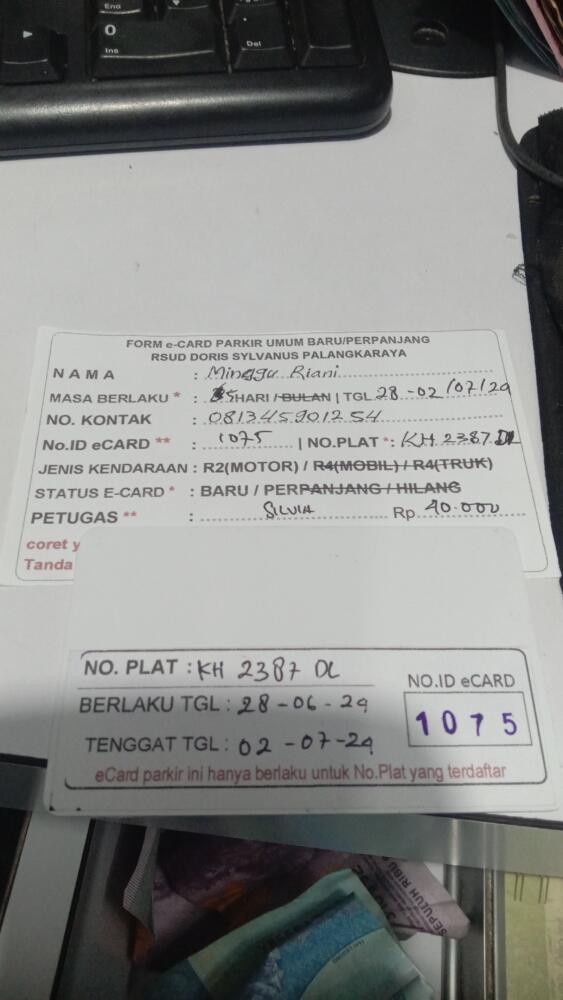 End
0
Ins
.
Del
FORM e-CARD PARKIR UMUM BARU/PERPANJANG
RSUD DORIS SYLVANUS PALANGKARAYA
NAMA : Minggu Riani
MASA BERLAKU * : 5 HARI / BULAN | TGL 28-02/07/24
NO. KONTAK : 081345901254
No.ID eCARD ** : 1075 | NO.PLAT *: KH 2387 DL
JENIS KENDARAAN : R2(MOTOR) / R4(MOBIL) / R4(TRUK)
STATUS E-CARD * : BARU / PERPANJANG / HILANG
PETUGAS ** : SILVIA Rp. 40.000
coret y
Tanda
NO. PLAT : KH 2387 DL
NO.ID eCARD
BERLAKU TGL : 28-06-24
1075
TENGGAT TGL : 02-07-24
eCard parkir ini hanya berlaku untuk No.Plat yang terdaftar
SEPULUH RIBU